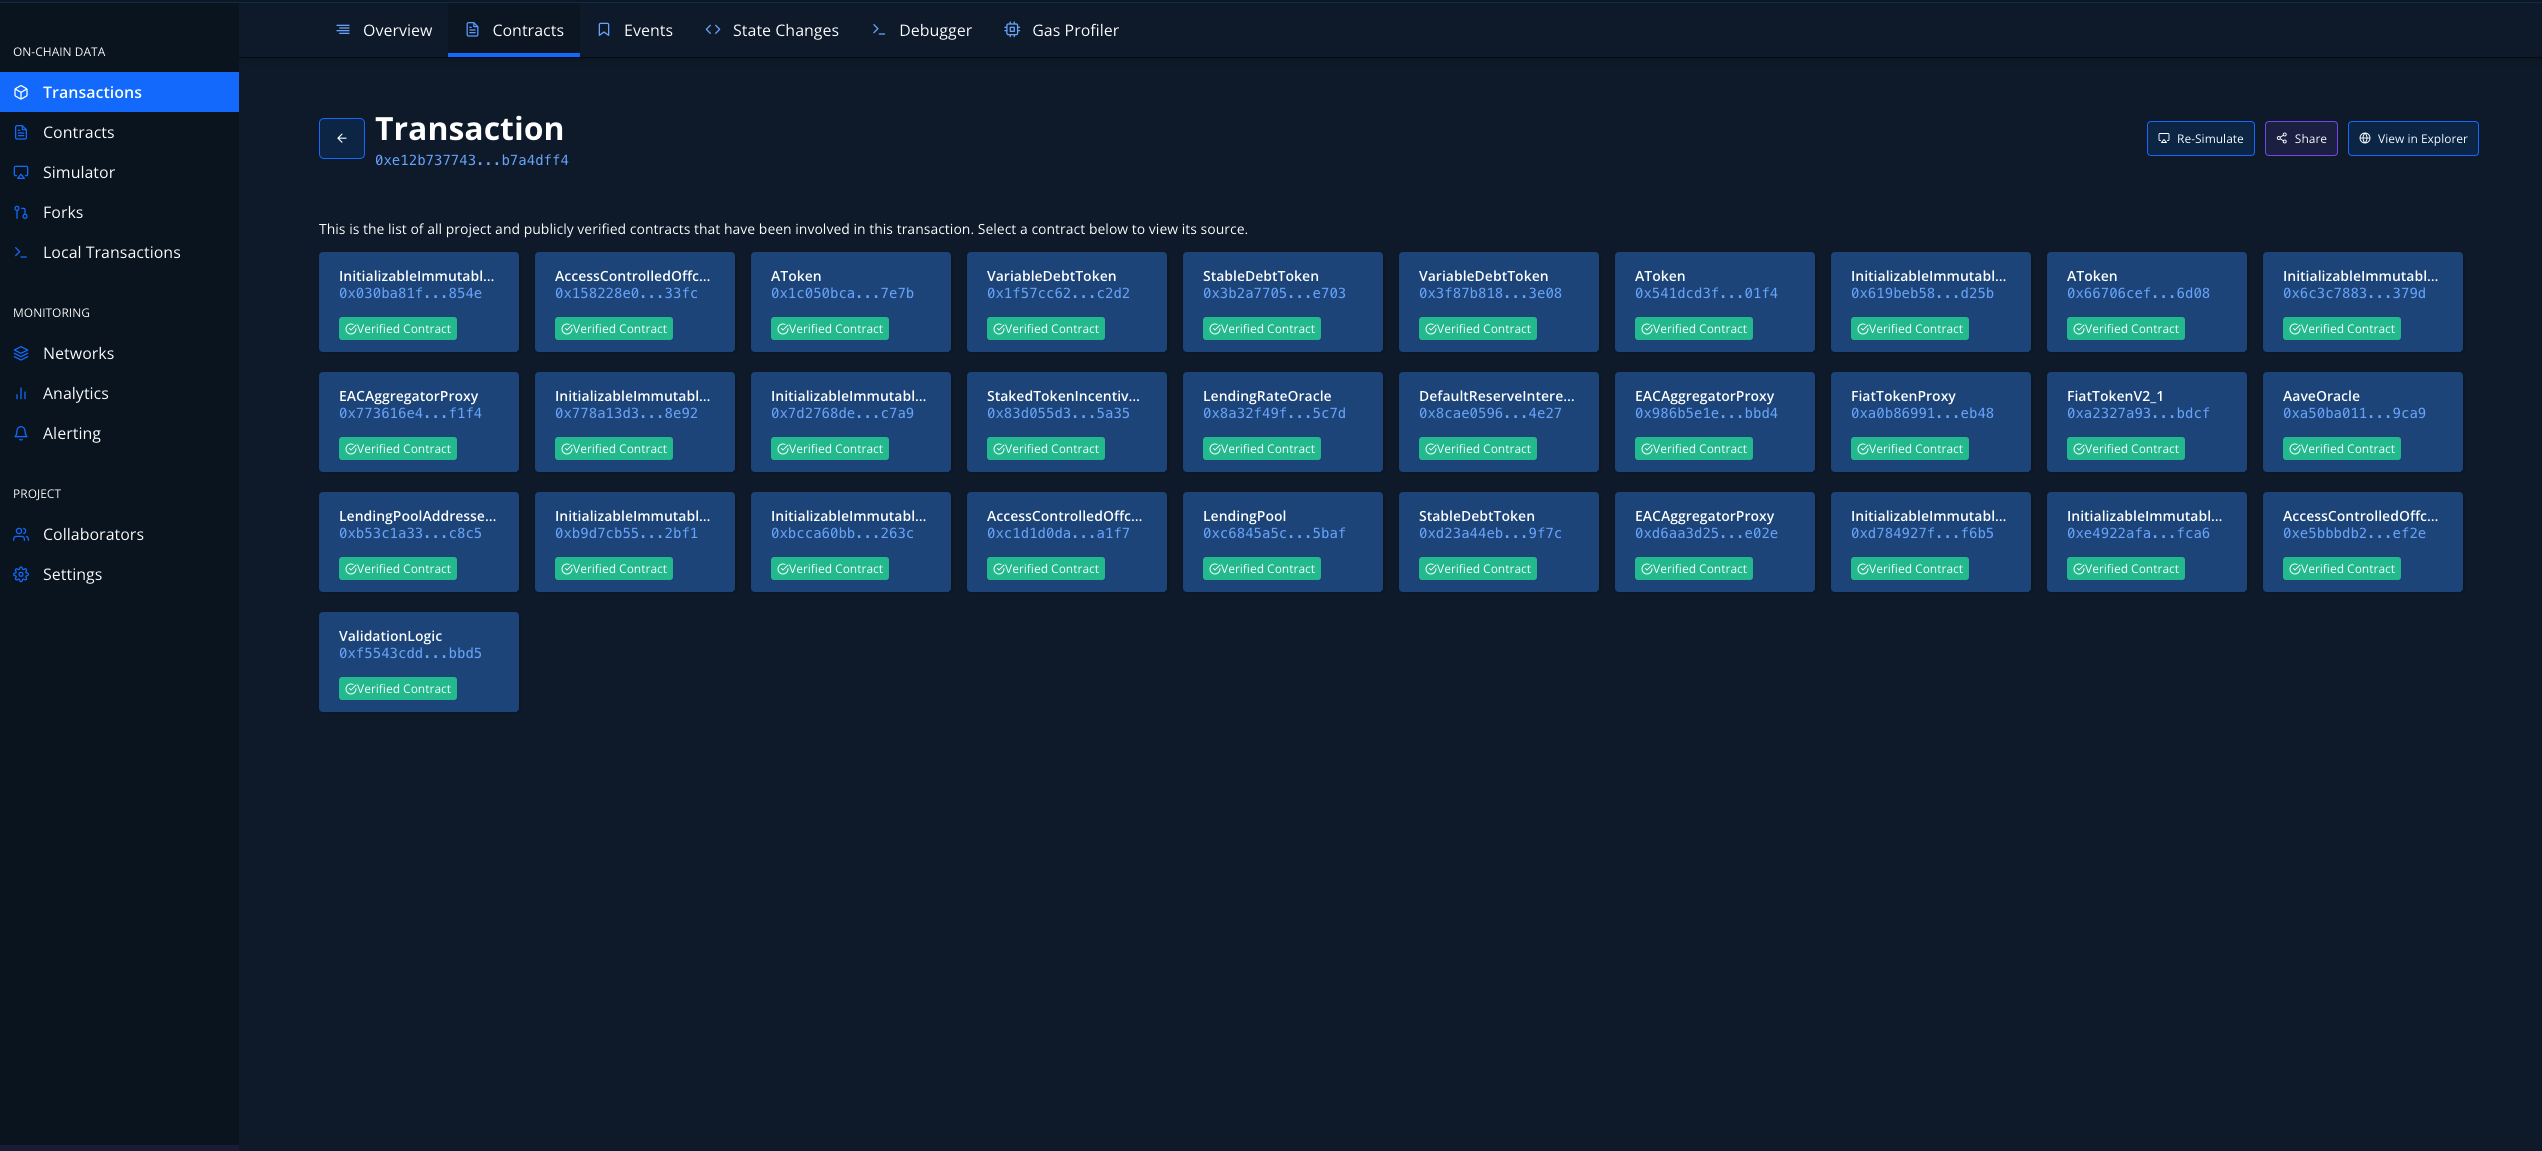 Overview
Contracts
Events
State Changes
Debugger
Gas Profiler
ON-CHAIN DATA
Transactions
Contracts
Simulator
Forks
Local Transactions
MONITORING
Networks
Analytics
Alerting
PROJECT
Collaborators
Settings
Transaction
0xe12b737743...b7a4dff4
Re-Simulate
Share
View in Explorer
This is the list of all project and publicly verified contracts that have been involved in this transaction. Select a contract below to view its source.
InitializableImmutabl...
0x030ba81f...854e
Verified Contract
AccessControlledOffc...
0x158228e0...33fc
Verified Contract
AToken
0x1c050bca...7e7b
Verified Contract
VariableDebtToken
0x1f57cc62...c2d2
Verified Contract
StableDebtToken
0x3b2a7705...e703
Verified Contract
VariableDebtToken
0x3f87b818...3e08
Verified Contract
AToken
0x541dcd3f...01f4
Verified Contract
InitializableImmutabl...
0x619beb58...d25b
Verified Contract
AToken
0x66706cef...6d08
Verified Contract
InitializableImmutabl...
0x6c3c7883...379d
Verified Contract
EACAggregatorProxy
0x773616e4...f1f4
Verified Contract
InitializableImmutabl...
0x778a13d3...8e92
Verified Contract
InitializableImmutabl...
0x7d2768de...c7a9
Verified Contract
StakedTokenIncentiv...
0x83d055d3...5a35
Verified Contract
LendingRateOracle
0x8a32f49f...5c7d
Verified Contract
DefaultReserveIntere...
0x8cae0596...4e27
Verified Contract
EACAggregatorProxy
0x986b5e1e...bbd4
Verified Contract
FiatTokenProxy
0xa0b86991...eb48
Verified Contract
FiatTokenV2_1
0xa2327a93...bdcf
Verified Contract
AaveOracle
0xa50ba011...9ca9
Verified Contract
LendingPoolAddresse...
0xb53c1a33...c8c5
Verified Contract
InitializableImmutabl...
0xb9d7cb55...2bf1
Verified Contract
InitializableImmutabl...
0xbcca60bb...263c
Verified Contract
AccessControlledOffc...
0xc1d1d0da...a1f7
Verified Contract
LendingPool
0xc6845a5c...5baf
Verified Contract
StableDebtToken
0xd23a44eb...9f7c
Verified Contract
EACAggregatorProxy
0xd6aa3d25...e02e
Verified Contract
InitializableImmutabl...
0xd784927f...f6b5
Verified Contract
InitializableImmutabl...
0xe4922afa...fca6
Verified Contract
AccessControlledOffc...
0xe5bbbdb2...ef2e
Verified Contract
ValidationLogic
0xf5543cdd...bbd5
Verified Contract